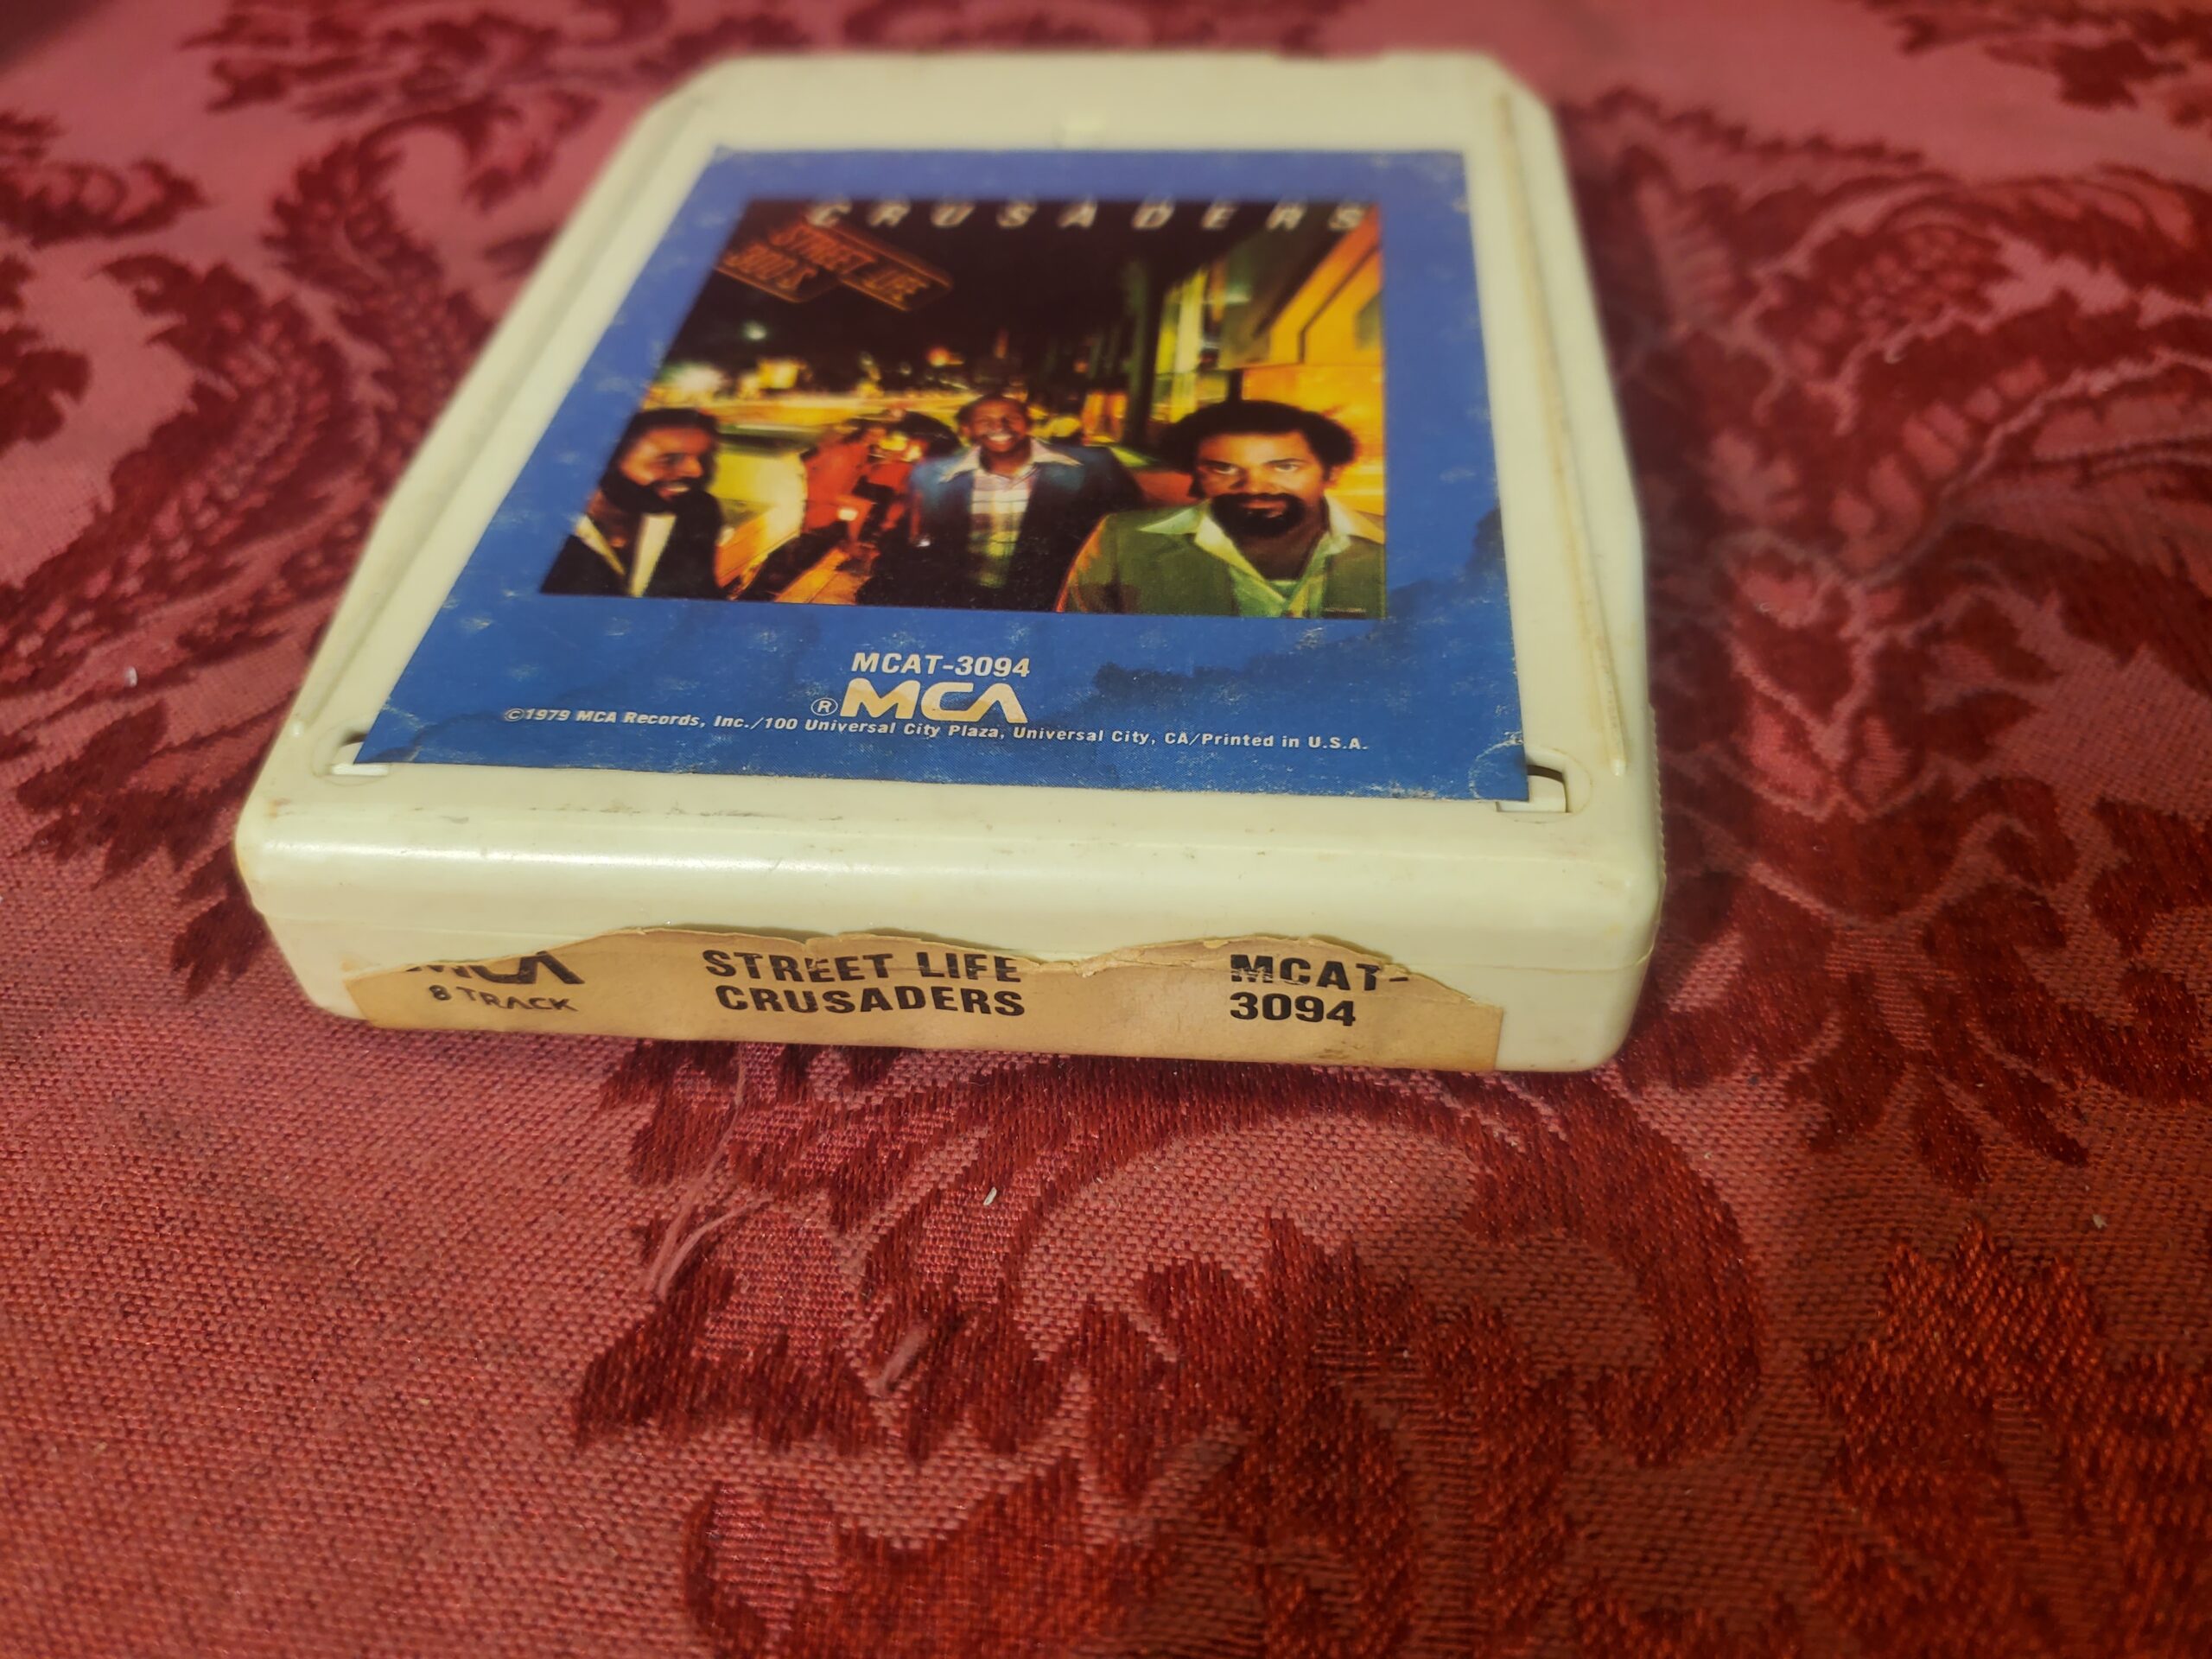 CRUSADERS
STREET LIFE
MCAT-3094
®MCA
©1979 MCA Records, Inc./100 Universal City Plaza, Universal City, CA/Printed in U.S.A.
MCA
8 TRACK
STREET LIFE
CRUSADERS
MCAT-
3094